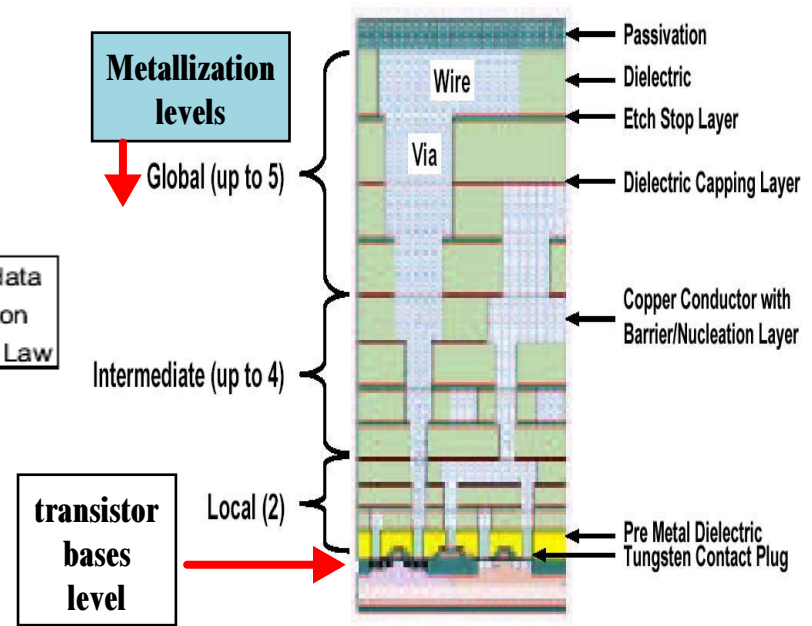 Metallization
levels
Global (up to 5)
Intermediate (up to 4)
Local (2)
transistor
bases
level
data
on
Law
Wire
Via
Passivation
Dielectric
Etch Stop Layer
Dielectric Capping Layer
Copper Conductor with
Barrier/Nucleation Layer
Pre Metal Dielectric
Tungsten Contact Plug